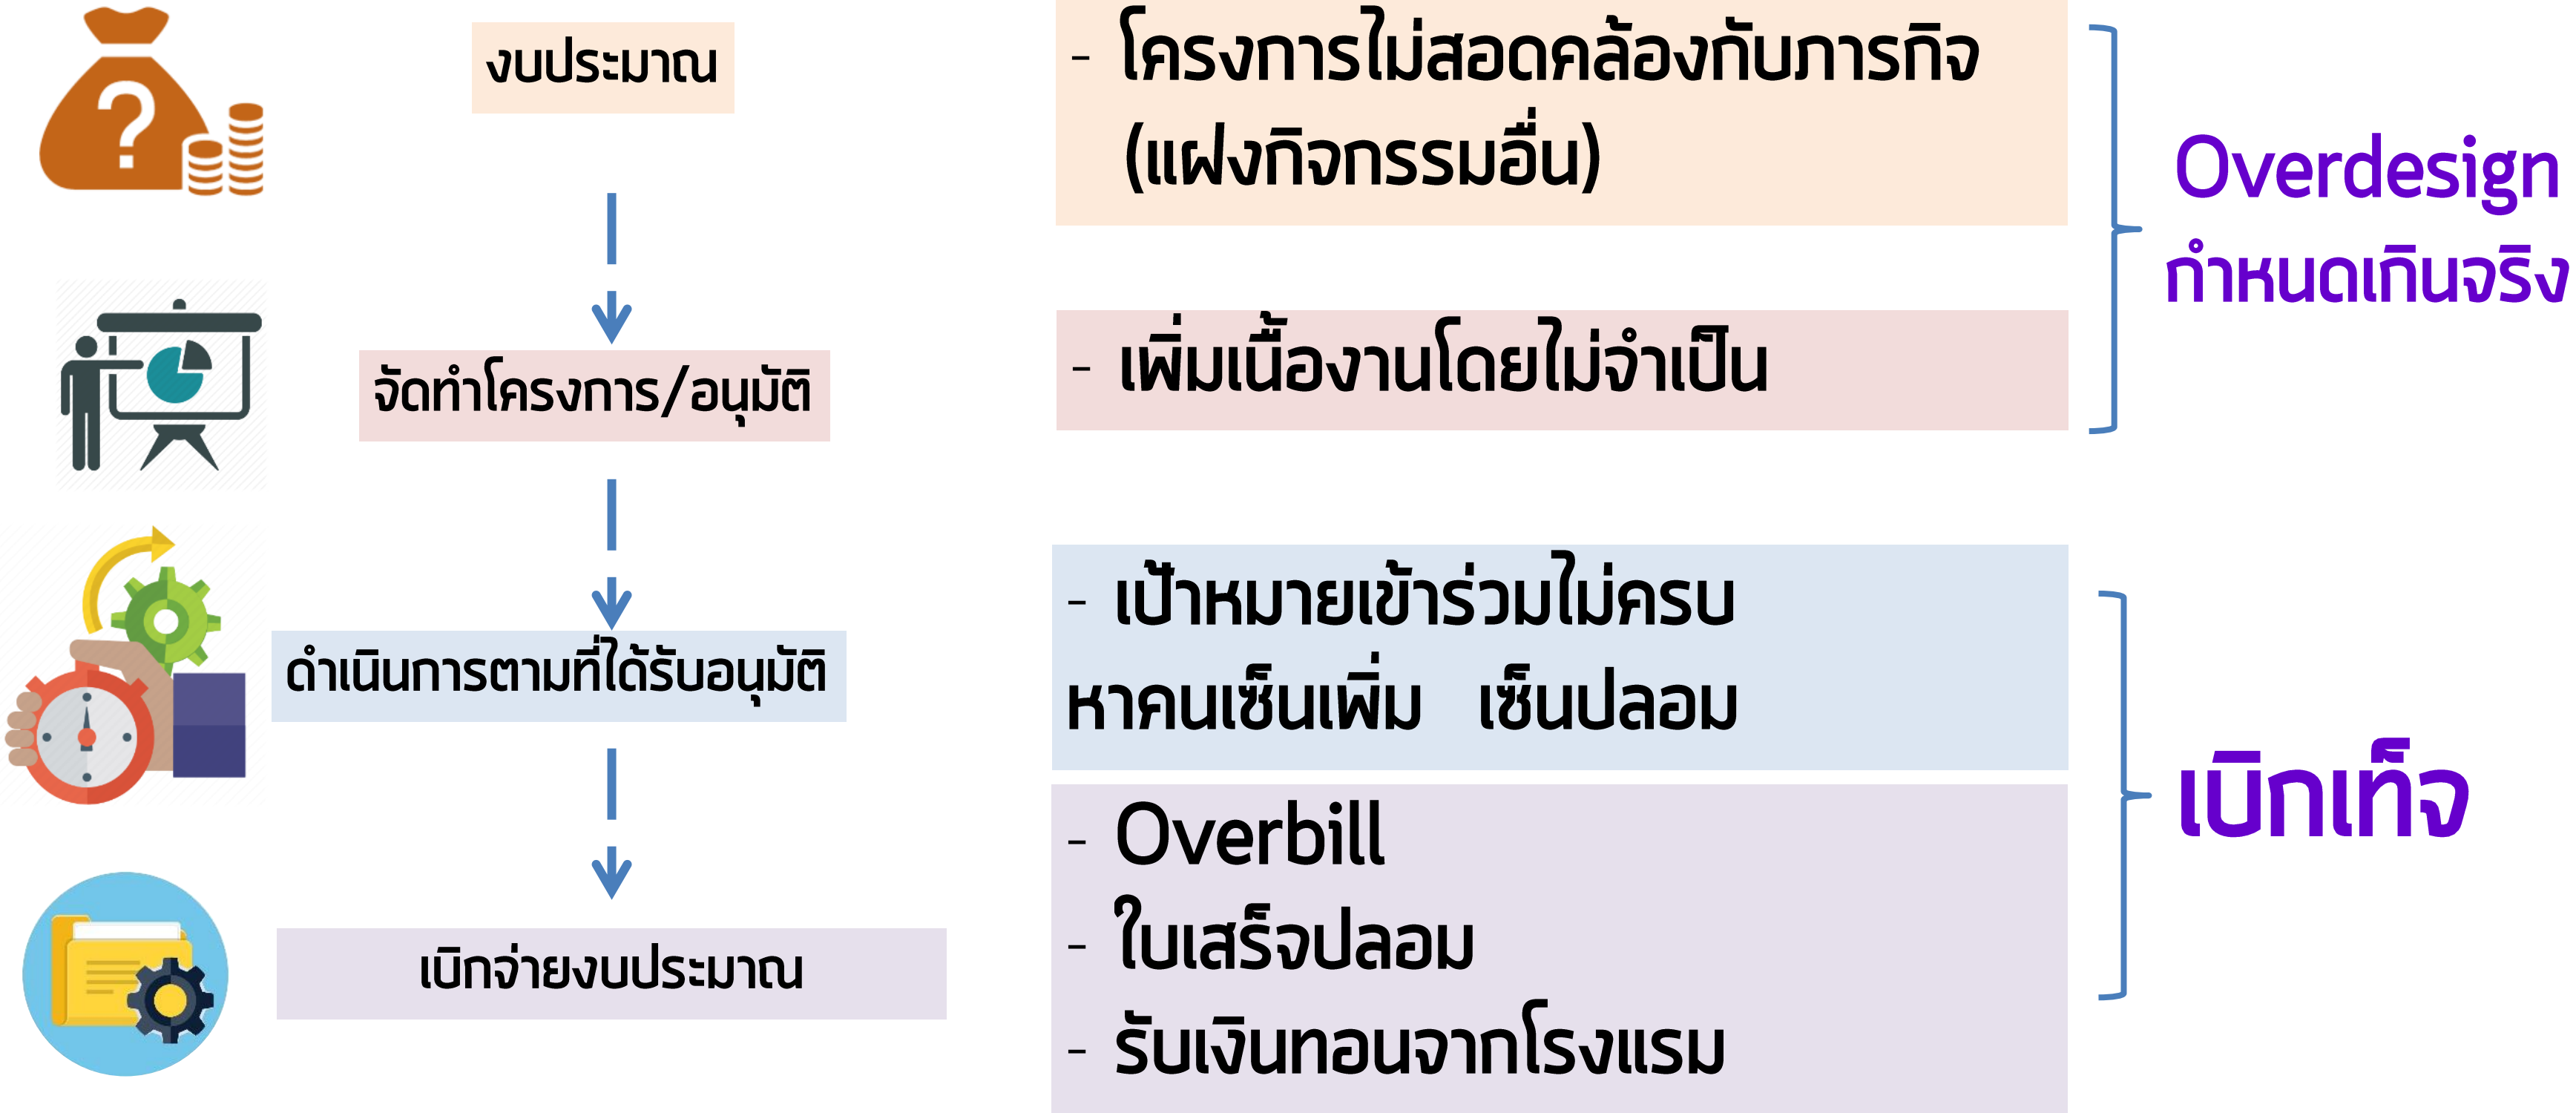 งบประมาณ
- โครงการไม่สอดคล้องกับภารกิจ
(แฝงกิจกรรมอื่น)
Overdesign
กำหนดเกินจริง
จัดทำโครงการ/อนุมัติ
- เพิ่มเนื้องานโดยไม่จำเป็น
ดำเนินการตามที่ได้รับอนุมัติ
- เป้าหมายเข้าร่วมไม่ครบ
หาคนเซ็นเพิ่ม เซ็นปลอม
เบิกเท็จ
เบิกจ่ายงบประมาณ
- Overbill
- ใบเสร็จปลอม
- รับเงินทอนจากโรงแรม